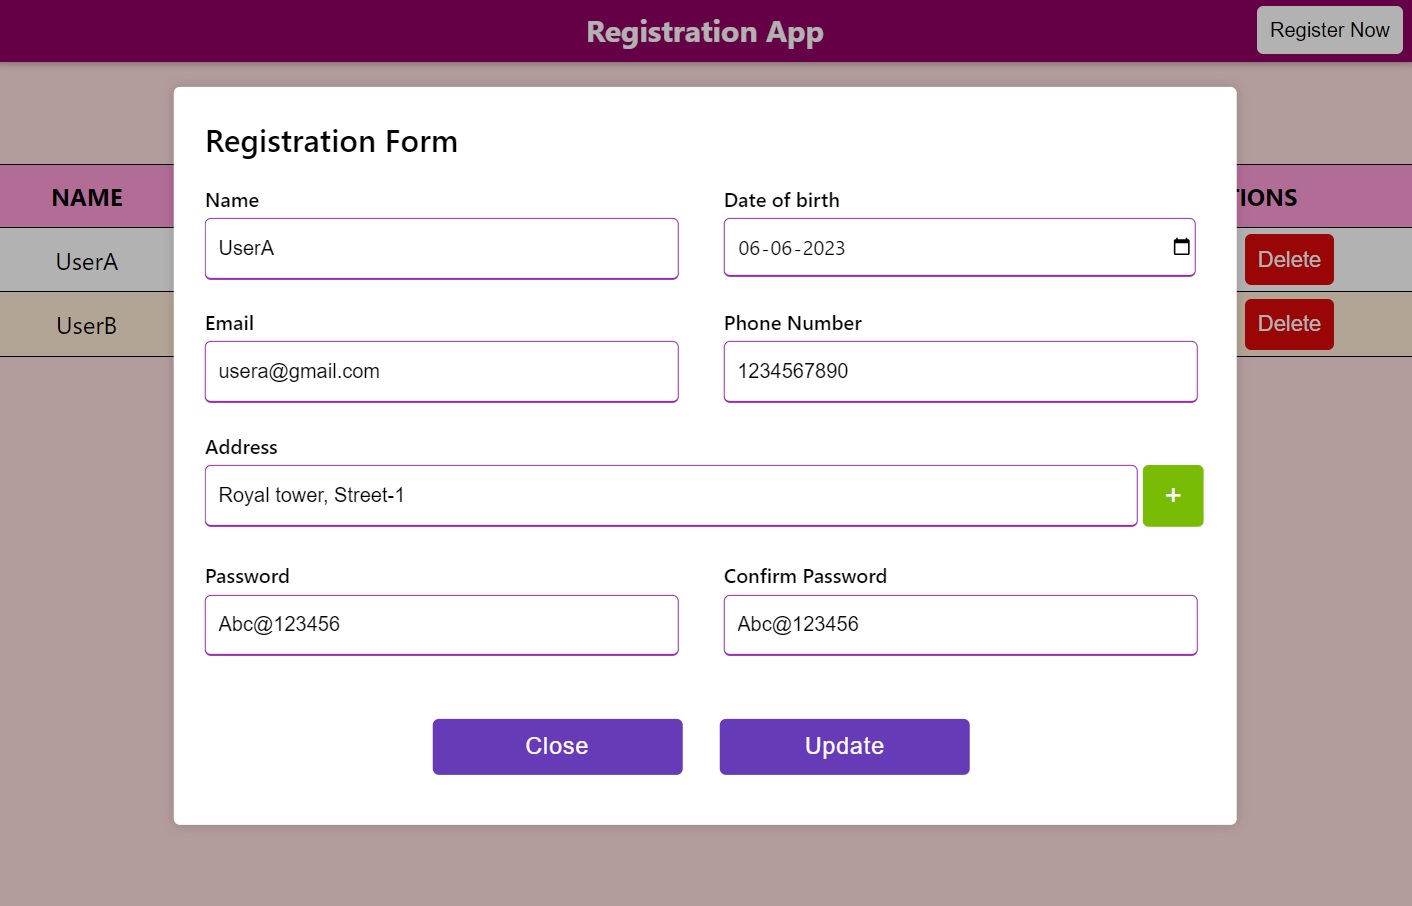 Registration App
Register Now
Registration Form
NAME
IONS
Name
Date of birth
UserA
06-06-2023
UserA
Delete
Email
Phone Number
UserB
Delete
usera@gmail.com
1234567890
Address
Royal tower, Street-1
+
Password
Confirm Password
Abc@123456
Abc@123456
Close
Update